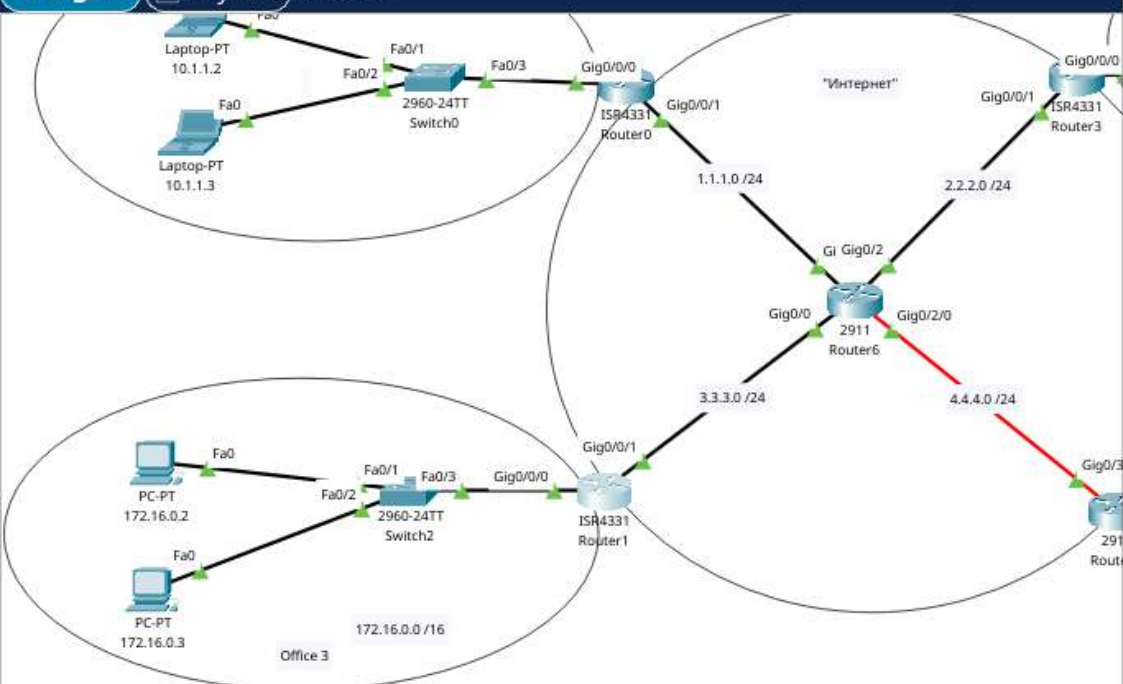 Fa0
Laptop-PT
10.1.1.2
Fa0/1
Fa0/2
Fa0/3
Gig0/0/0
2960-24TT
Switch0
Fa0
Laptop-PT
10.1.1.3
ISR4331
Router0
Gig0/0/1
"Интернет"
Gig0/0/0
Gig0/0/1
ISR4331
Router3
1.1.1.0 /24
2.2.2.0 /24
Gi
Gig0/2
Gig0/0
Gig0/2/0
2911
Router6
3.3.3.0 /24
4.4.4.0 /24
Gig0/0/1
Gig0/3
Fa0
PC-PT
172.16.0.2
Fa0/1
Fa0/2
Fa0/3
Gig0/0/0
2960-24TT
Switch2
ISR4331
Router1
291
Route
Fa0
PC-PT
172.16.0.3
172.16.0.0 /16
Office 3